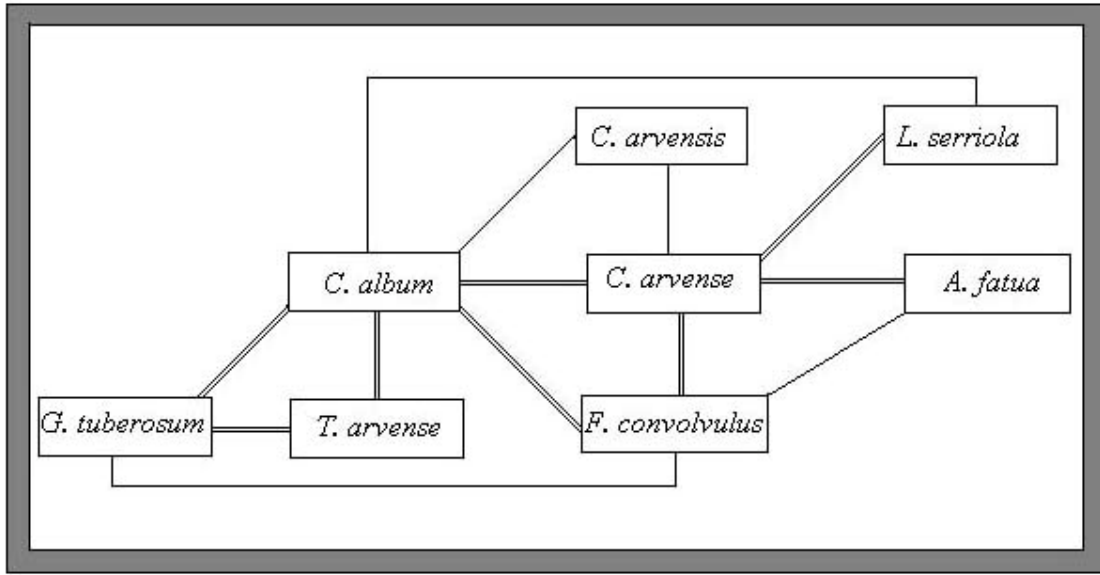 C. arvensis
L. serriola
C. album
C. arvense
A. fatua
G. tuberosum
T. arvense
F. convolvulus